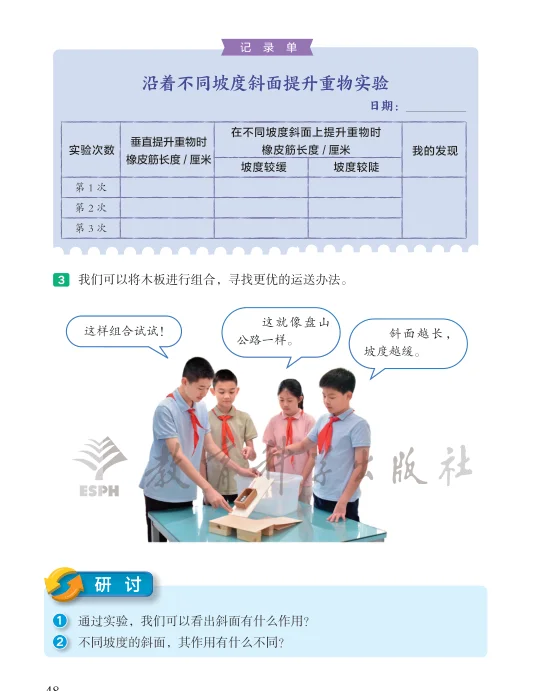 记录单
沿着不同坡度斜面提升重物实验
日期：
实验次数
垂直提升重物时
橡皮筋长度/厘米
在不同坡度斜面上提升重物时
橡皮筋长度/厘米
坡度较缓
坡度较陡
我的发现
第1次
第2次
第3次
3 我们可以将木板进行组合，寻找更优的运送办法。
这样组合试试！
这就像盘山
公路一样。
斜面越长，
坡度越缓。
ESPH
教育科学出版社
研讨
1 通过实验，我们可以看出斜面有什么作用？
2 不同坡度的斜面，其作用有什么不同？